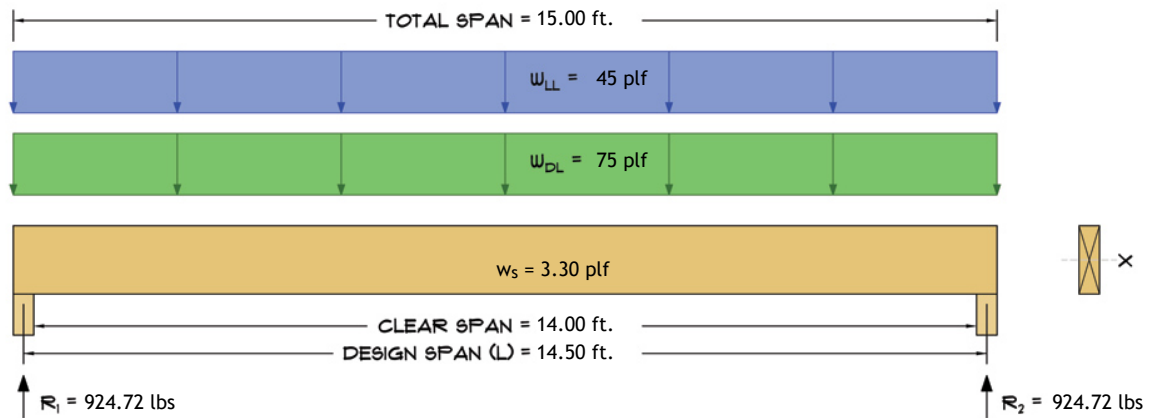 TOTAL SPAN = 15.00 ft.
WLL = 45 plf
WDL = 75 plf
ws = 3.30 plf
X
CLEAR SPAN = 14.00 ft.
DESIGN SPAN (L) = 14.50 ft.
R1 = 924.72 lbs
R2 = 924.72 lbs